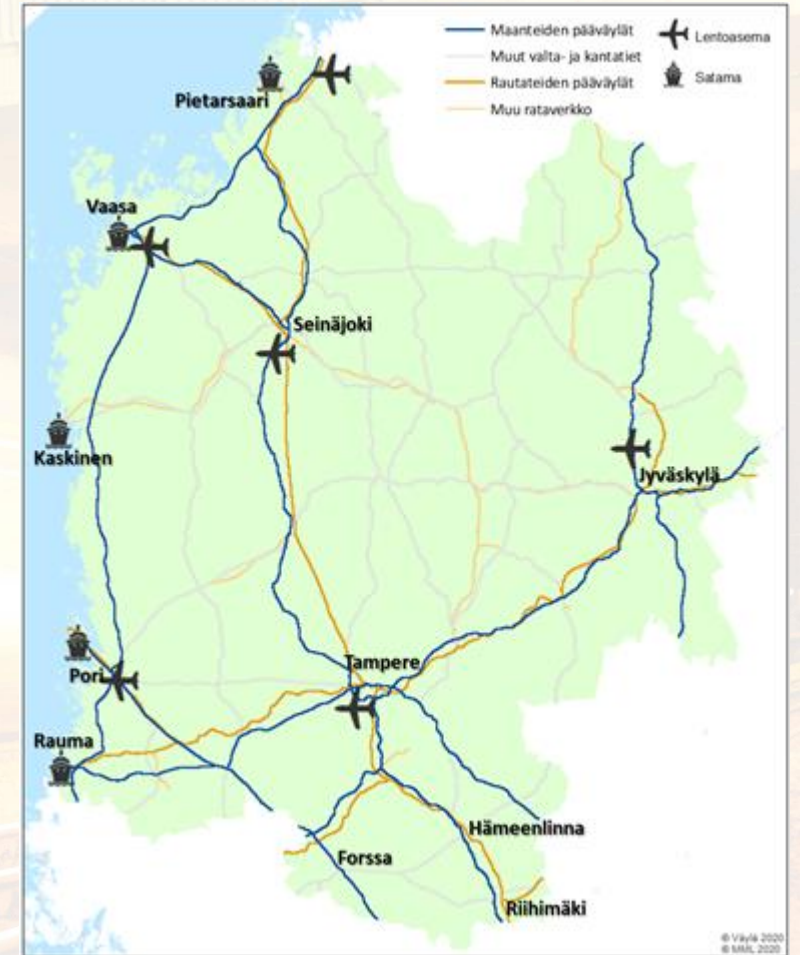 Maanteiden pääväylät
Lentoasema
Muut valta- ja kantatiet
Rautateiden pääväylät
Satama
Muu rataverkko
Pietarsaari
Vaasa
Seinäjoki
Kaskinen
Jyväskylä
Tampere
Pori
Rauma
Hämeenlinna
Forssa
Riihimäki
© Väylä 2020
© MML 2020